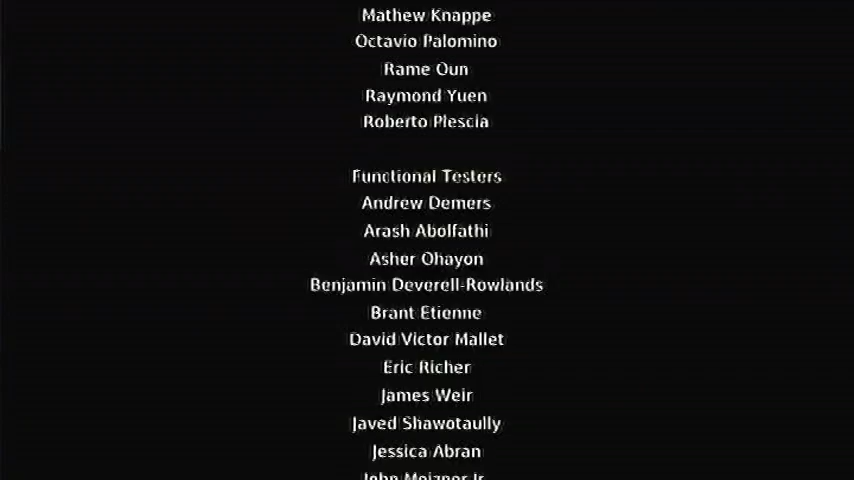 Mathew Knappe
Octavio Palomino
Rame Oun
Raymond Yuen
Roberto Plescia
Functional Testers
Andrew Demers
Arash Abolfathi
Asher Ohayon
Benjamin Deverell-Rowlands
Brant Etienne
David Victor Mallet
Eric Richer
James Weir
Javed Shawotaully
Jessica Abran
John